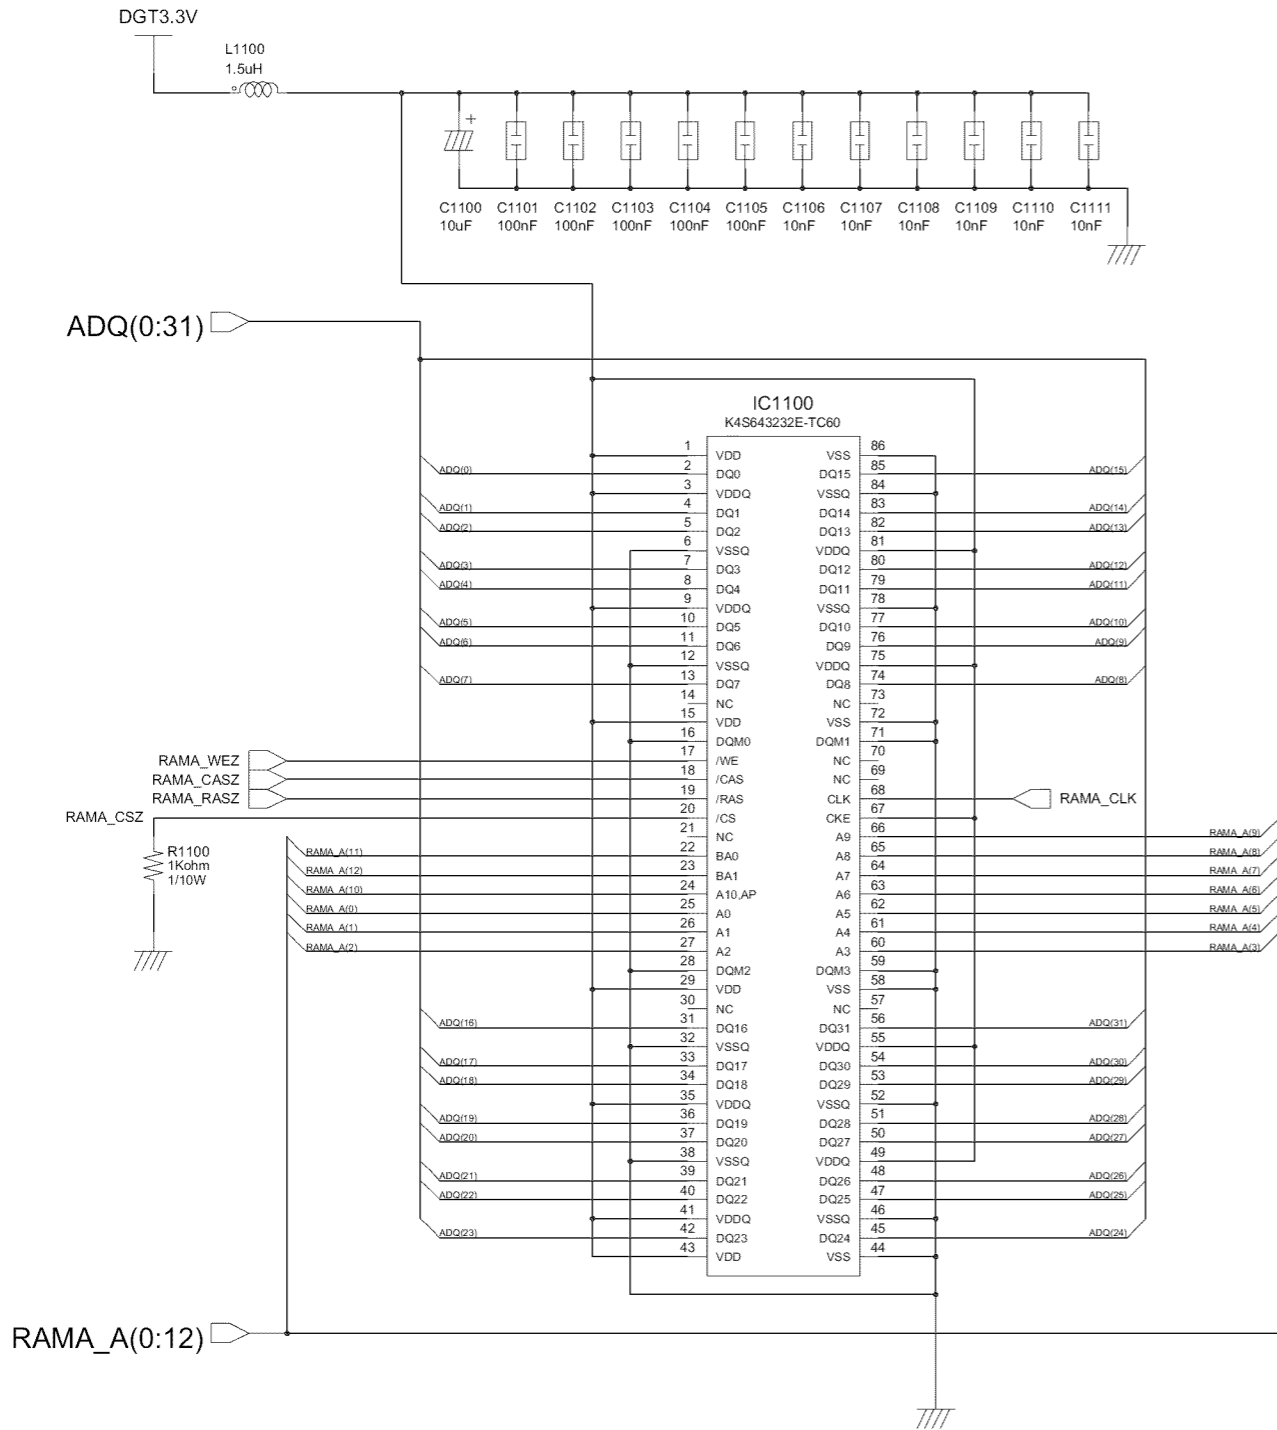 DGT3.3V
L1100
1.5uH
+
C1100 C1101 C1102 C1103 C1104 C1105 C1106 C1107 C1108 C1109 C1110 C1111
10uF 100nF 100nF 100nF 100nF 100nF 10nF 10nF 10nF 10nF 10nF 10nF
ADQ(0:31)
IC1100
K4S643232E-TC60
1 VDD VSS 86
ADQ(0) 2 DQ0 DQ15 85 ADQ(15)
3 VDDQ VSSQ 84
ADQ(1) 4 DQ1 DQ14 83 ADQ(14)
ADQ(2) 5 DQ2 DQ13 82 ADQ(13)
6 VSSQ VDDQ 81
ADQ(3) 7 DQ3 DQ12 80 ADQ(12)
ADQ(4) 8 DQ4 DQ11 79 ADQ(11)
9 VDDQ VSSQ 78
ADQ(5) 10 DQ5 DQ10 77 ADQ(10)
ADQ(6) 11 DQ6 DQ9 76 ADQ(9)
12 VSSQ VDDQ 75
ADQ(7) 13 DQ7 DQ8 74 ADQ(8)
14 NC NC 73
15 VDD VSS 72
16 DQM0 DQM1 71
RAMA_WEZ 17 /WE NC 70
RAMA_CASZ 18 /CAS NC 69
RAMA_RASZ 19 /RAS CLK 68 RAMA_CLK
RAMA_CSZ 20 /CS CKE 67
21 NC A9 66 RAMA_A(9)
R1100
1Kohm
1/10W
RAMA_A(11) 22 BA0 A8 65 RAMA_A(8)
RAMA_A(12) 23 BA1 A7 64 RAMA_A(7)
RAMA_A(10) 24 A10,AP A6 63 RAMA_A(6)
RAMA_A(0) 25 A0 A5 62 RAMA_A(5)
RAMA_A(1) 26 A1 A4 61 RAMA_A(4)
RAMA_A(2) 27 A2 A3 60 RAMA_A(3)
28 DQM2 DQM3 59
29 VDD VSS 58
30 NC NC 57
ADQ(16) 31 DQ16 DQ31 56 ADQ(31)
32 VSSQ VDDQ 55
ADQ(17) 33 DQ17 DQ30 54 ADQ(30)
ADQ(18) 34 DQ18 DQ29 53 ADQ(29)
35 VDDQ VSSQ 52
ADQ(19) 36 DQ19 DQ28 51 ADQ(28)
ADQ(20) 37 DQ20 DQ27 50 ADQ(27)
38 VSSQ VDDQ 49
ADQ(21) 39 DQ21 DQ26 48 ADQ(26)
ADQ(22) 40 DQ22 DQ25 47 ADQ(25)
41 VDDQ VSSQ 46
ADQ(23) 42 DQ23 DQ24 45 ADQ(24)
43 VDD VSS 44
RAMA_A(0:12)